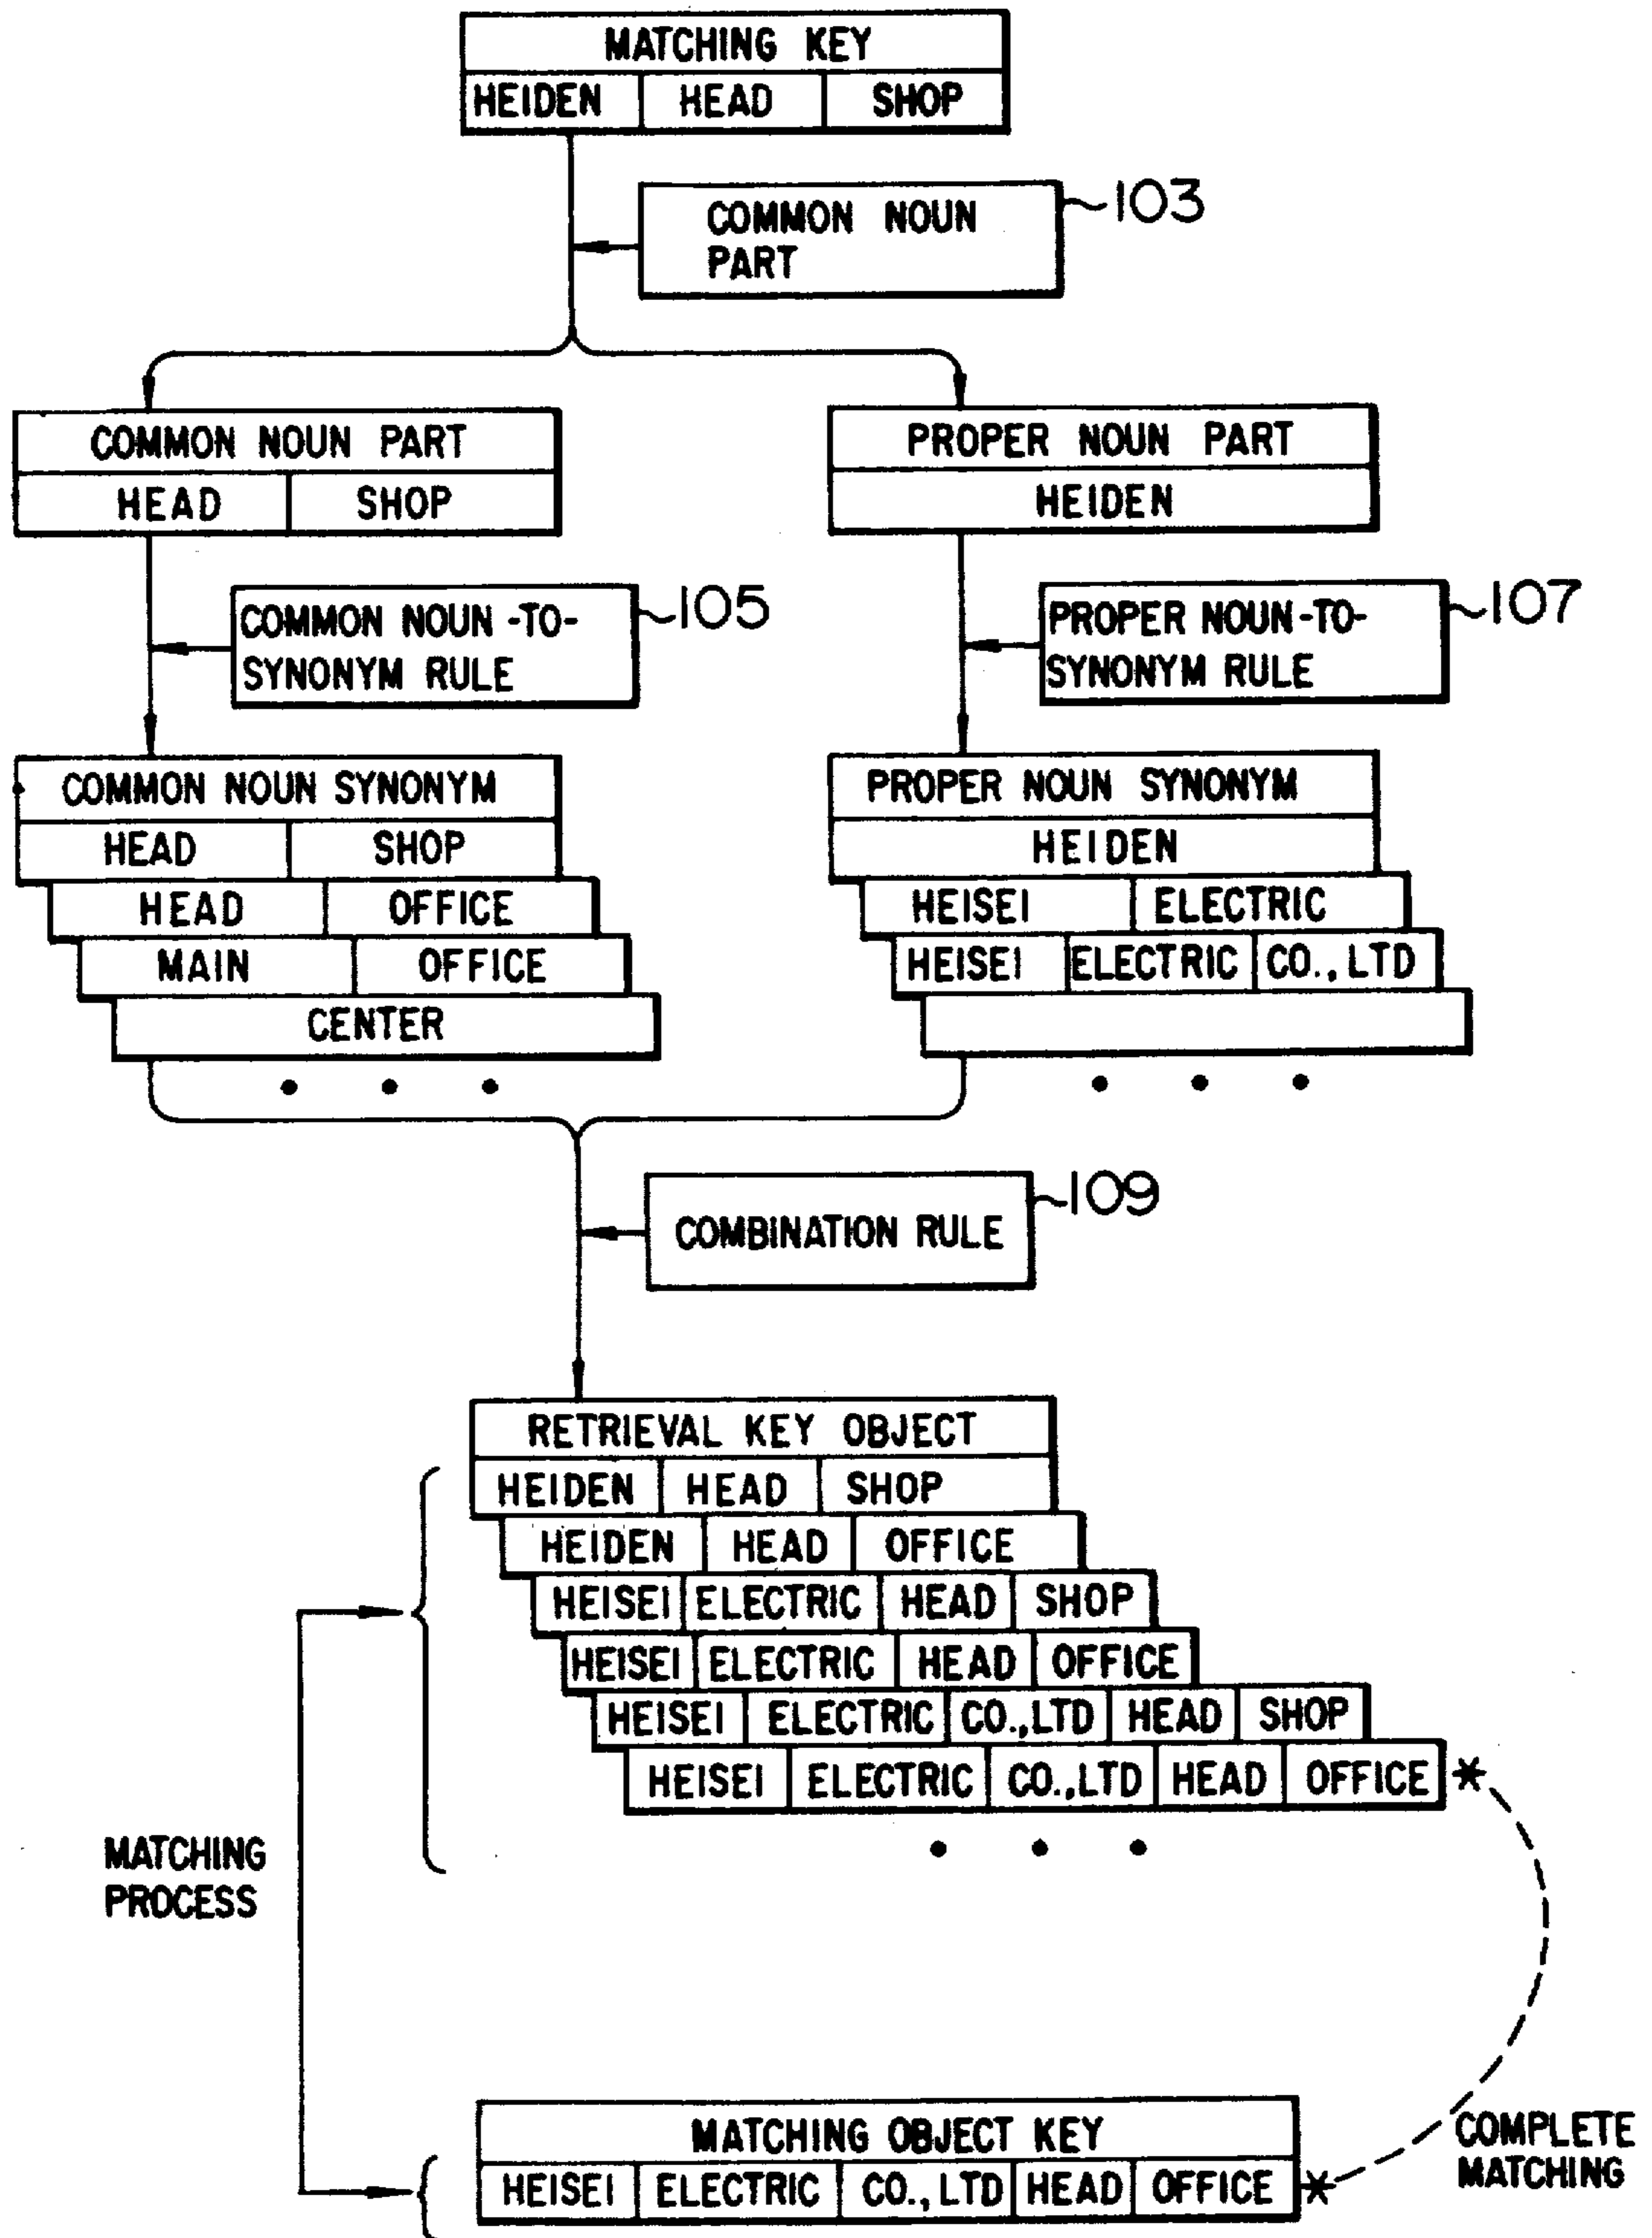 MATCHING KEY
HEIDEN HEAD SHOP
COMMON NOUN
PART
103
COMMON NOUN PART
HEAD SHOP
PROPER NOUN PART
HEIDEN
COMMON NOUN -TO-
SYNONYM RULE
105
PROPER NOUN-TO-
SYNONYM RULE
107
COMMON NOUN SYNONYM
HEAD SHOP
HEAD OFFICE
MAIN OFFICE
CENTER
• • •
PROPER NOUN SYNONYM
HEIDEN
HEISEI ELECTRIC
HEISEI ELECTRIC CO., LTD
• • •
COMBINATION RULE
109
RETRIEVAL KEY OBJECT
HEIDEN HEAD SHOP
HEIDEN HEAD OFFICE
HEISEI ELECTRIC HEAD SHOP
HEISEI ELECTRIC HEAD OFFICE
HEISEI ELECTRIC CO.,LTD HEAD SHOP
HEISEI ELECTRIC CO.,LTD HEAD OFFICE *
• • •
MATCHING
PROCESS
MATCHING OBJECT KEY
HEISEI ELECTRIC CO., LTD HEAD OFFICE *
COMPLETE
MATCHING